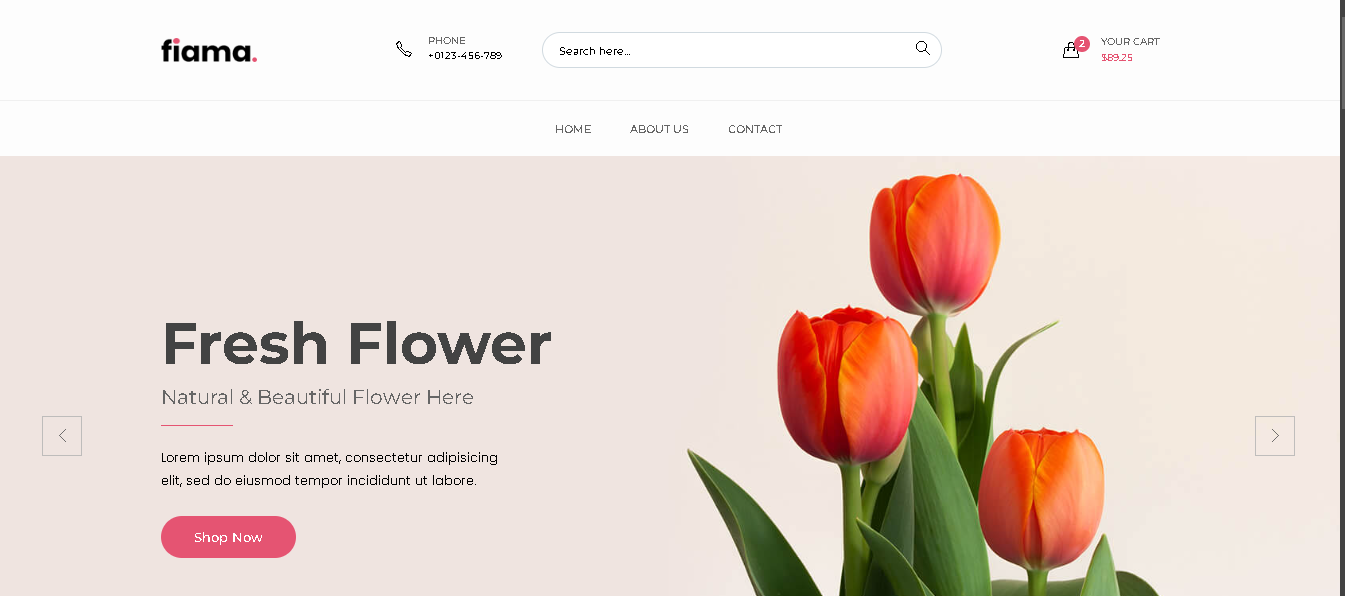 fiama.
PHONE
+0123-456-789
Search here...
2
YOUR CART
$89.25
HOME
ABOUT US
CONTACT
Fresh Flower
Natural & Beautiful Flower Here
Lorem ipsum dolor sit amet, consectetur adipisicing
elit, sed do eiusmod tempor incididunt ut labore.
Shop Now